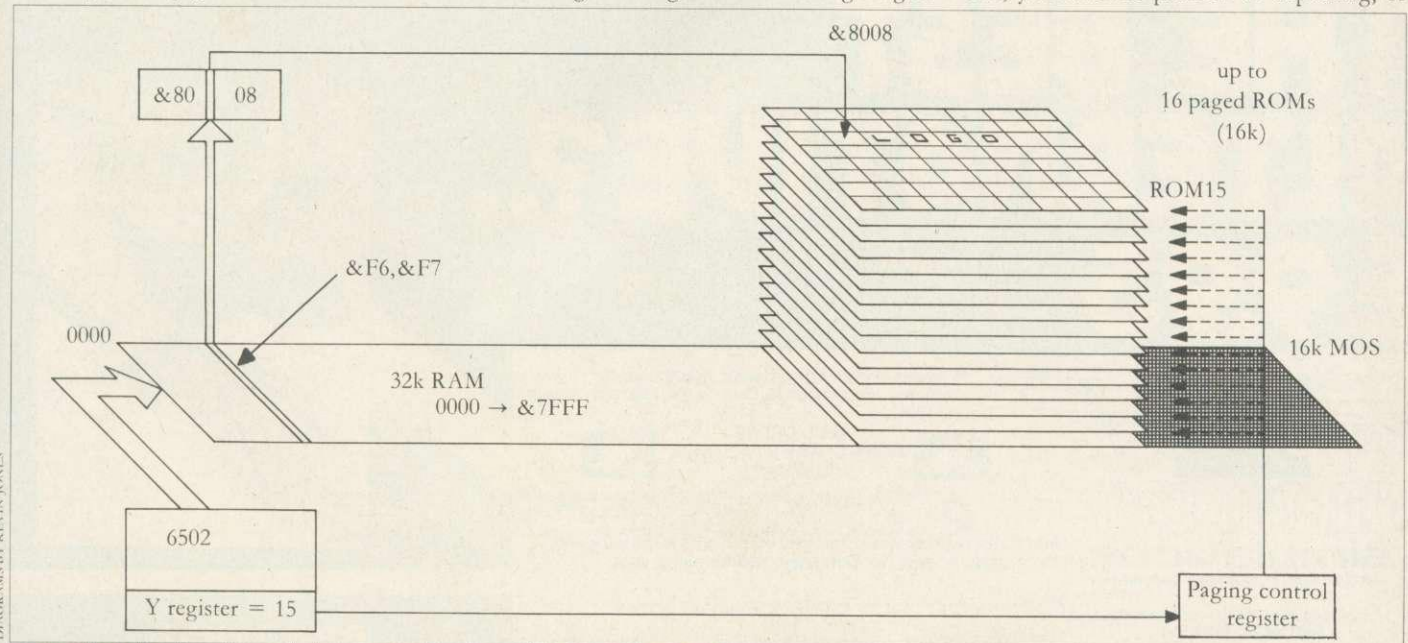 &8008
&80 08
up to
16 paged ROMs
(16k)
L O G O
ROM15
&F6,&F7
0000
16k MOS
32k RAM
0000 → &7FFF
6502
Y register = 15
Paging control
register